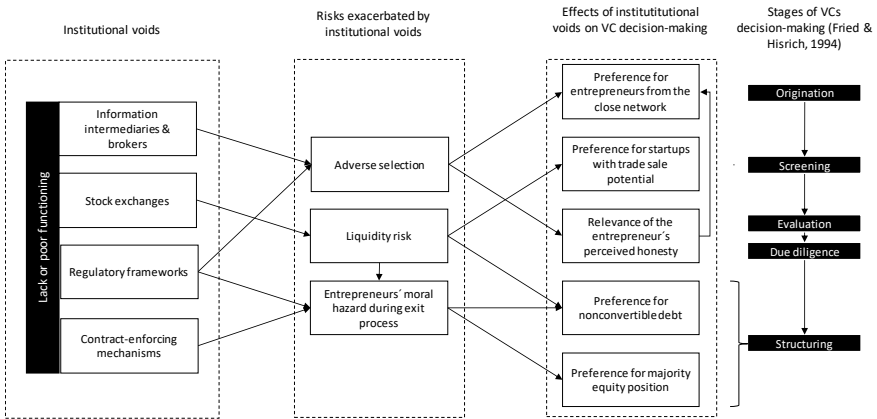 Institutional voids
Risks exacerbated by
institutional voids
Effects of institutitutional
voids on VC decision-making
Stages of VCs
decision-making (Fried &
Hisrich, 1994)
Lack or poor functioning
Information
intermediaries &
brokers
Stock exchanges
Regulatory frameworks
Contract-enforcing
mechanisms
Adverse selection
Liquidity risk
Entrepreneurs´ moral
hazard during exit
process
Preference for
entrepreneurs from the
close network
Preference for startups
with trade sale
potential
Relevance of the
entrepreneur´s
perceived honesty
Preference for
nonconvertible debt
Preference for majority
equity position
Origination
Screening
Evaluation
Due diligence
Structuring